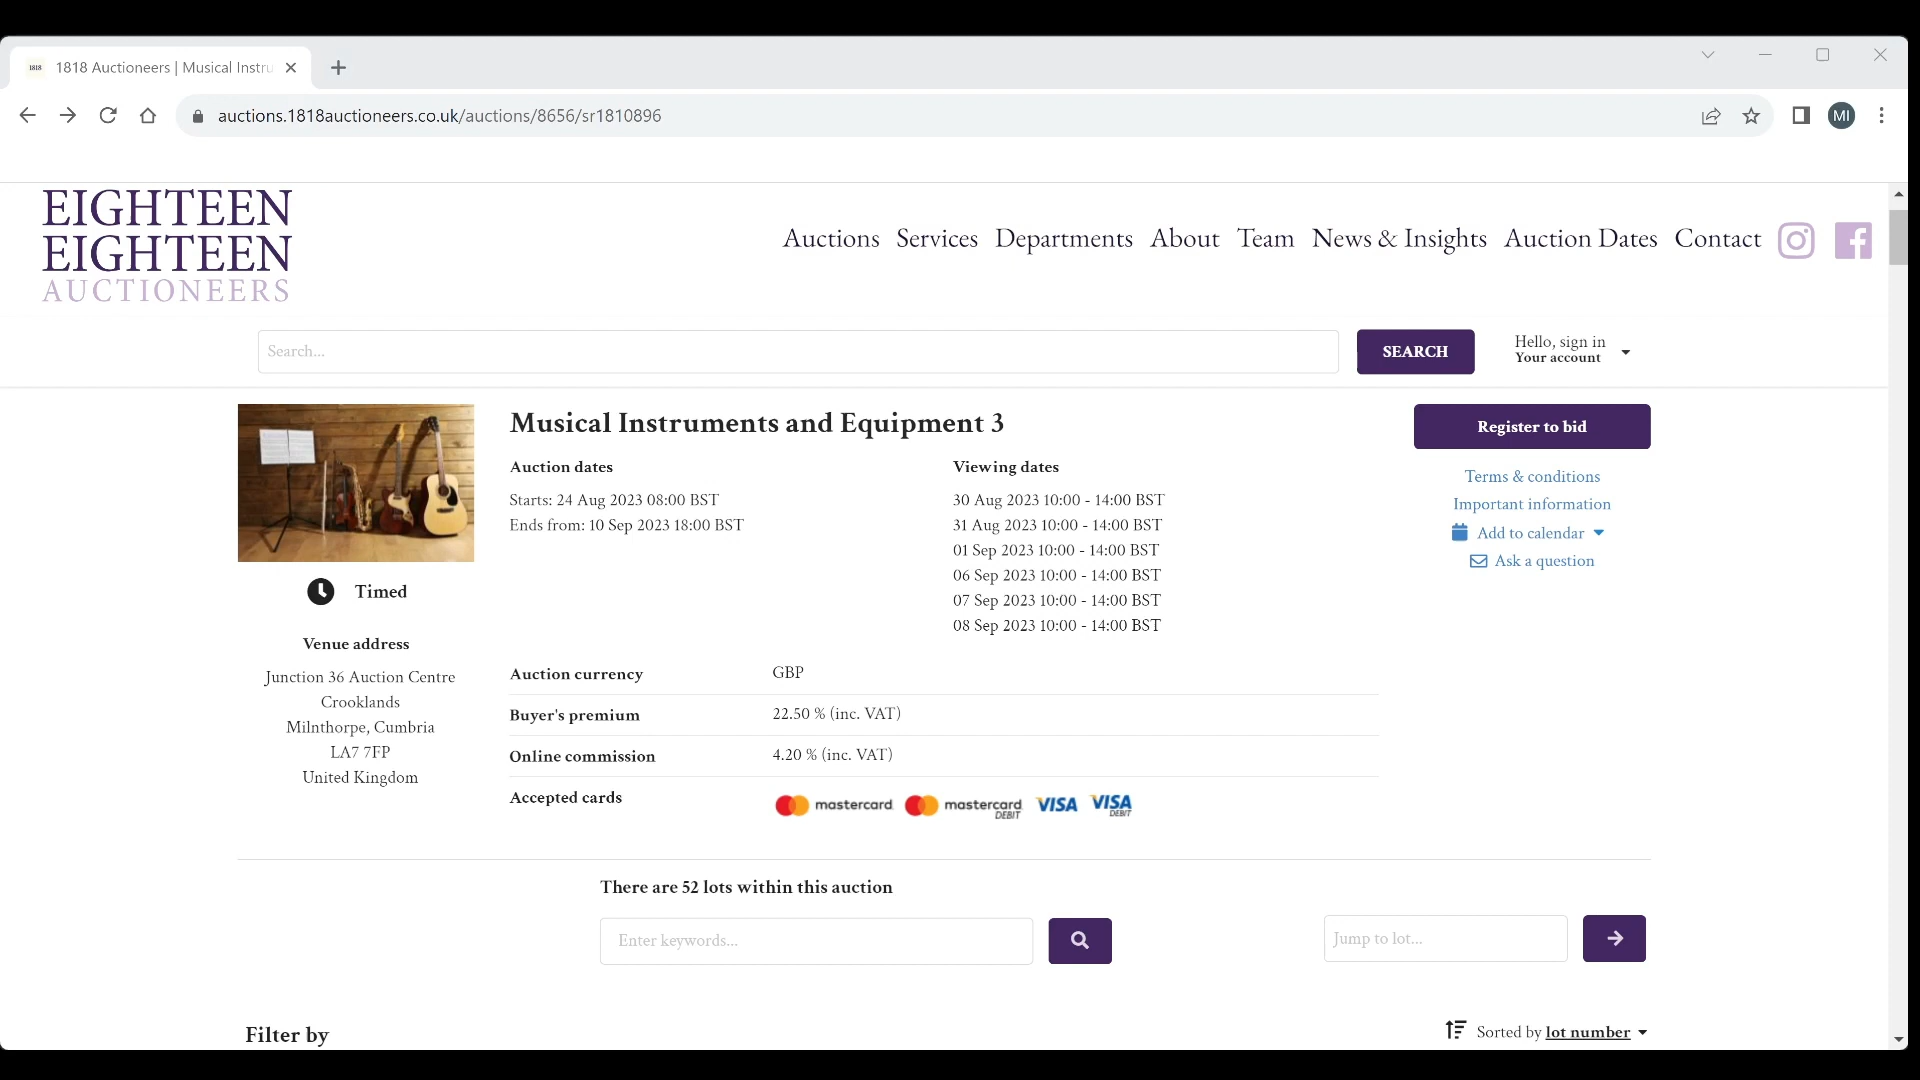 1818 Auctioneers | Musical Instru
auctions.1818auctioneers.co.uk/auctions/8656/sr1810896
MI
EIGHTEEN
EIGHTEEN
AUCTIONEERS
Auctions Services Departments About Team News & Insights Auction Dates Contact
Search...
SEARCH
Hello, sign in
Your account
Musical Instruments and Equipment 3
Register to bid
Auction dates
Starts: 24 Aug 2023 08:00 BST
Ends from: 10 Sep 2023 18:00 BST
Viewing dates
30 Aug 2023 10:00 - 14:00 BST
31 Aug 2023 10:00 - 14:00 BST
01 Sep 2023 10:00 - 14:00 BST
06 Sep 2023 10:00 - 14:00 BST
07 Sep 2023 10:00 - 14:00 BST
08 Sep 2023 10:00 - 14:00 BST
Terms & conditions
Important information
Add to calendar
Ask a question
Timed
Venue address
Junction 36 Auction Centre
Crooklands
Milnthorpe, Cumbria
LA7 7FP
United Kingdom
Auction currency GBP
Buyer's premium 22.50 % (inc. VAT)
Online commission 4.20 % (inc. VAT)
Accepted cards mastercard mastercard DEBIT VISA VISA DEBIT
There are 52 lots within this auction
Enter keywords...
Jump to lot...
Filter by
Sorted by lot number